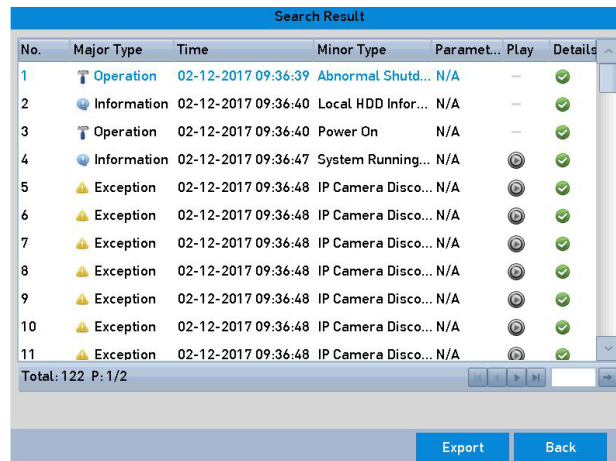 Search Result
No. Major Type Time Minor Type Paramet... Play Details
1 Operation 02-12-2017 09:36:39 Abnormal Shutd... N/A —
2 Information 02-12-2017 09:36:40 Local HDD Infor... N/A —
3 Operation 02-12-2017 09:36:40 Power On N/A —
4 Information 02-12-2017 09:36:47 System Running... N/A
5 Exception 02-12-2017 09:36:48 IP Camera Disco... N/A
6 Exception 02-12-2017 09:36:48 IP Camera Disco... N/A
7 Exception 02-12-2017 09:36:48 IP Camera Disco... N/A
8 Exception 02-12-2017 09:36:48 IP Camera Disco... N/A
9 Exception 02-12-2017 09:36:48 IP Camera Disco... N/A
10 Exception 02-12-2017 09:36:48 IP Camera Disco... N/A
11 Exception 02-12-2017 09:36:48 IP Camera Disco... N/A
Total: 122 P: 1/2
Export Back